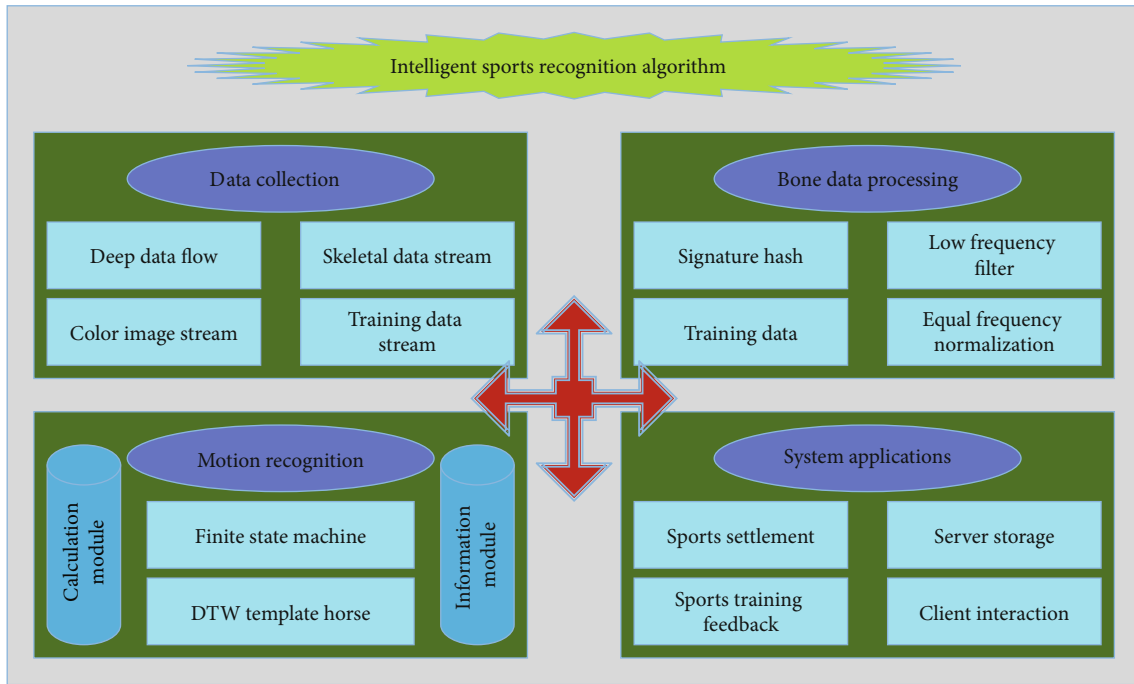 Intelligent sports recognition algorithm
Data collection
Deep data flow
Skeletal data stream
Color image stream
Training data
stream
Bone data processing
Signature hash
Low frequency
filter
Training data
Equal frequency
normalization
Motion recognition
Calculation
module
Finite state machine
DTW template horse
Information
module
System applications
Sports settlement
Server storage
Sports training
feedback
Client interaction